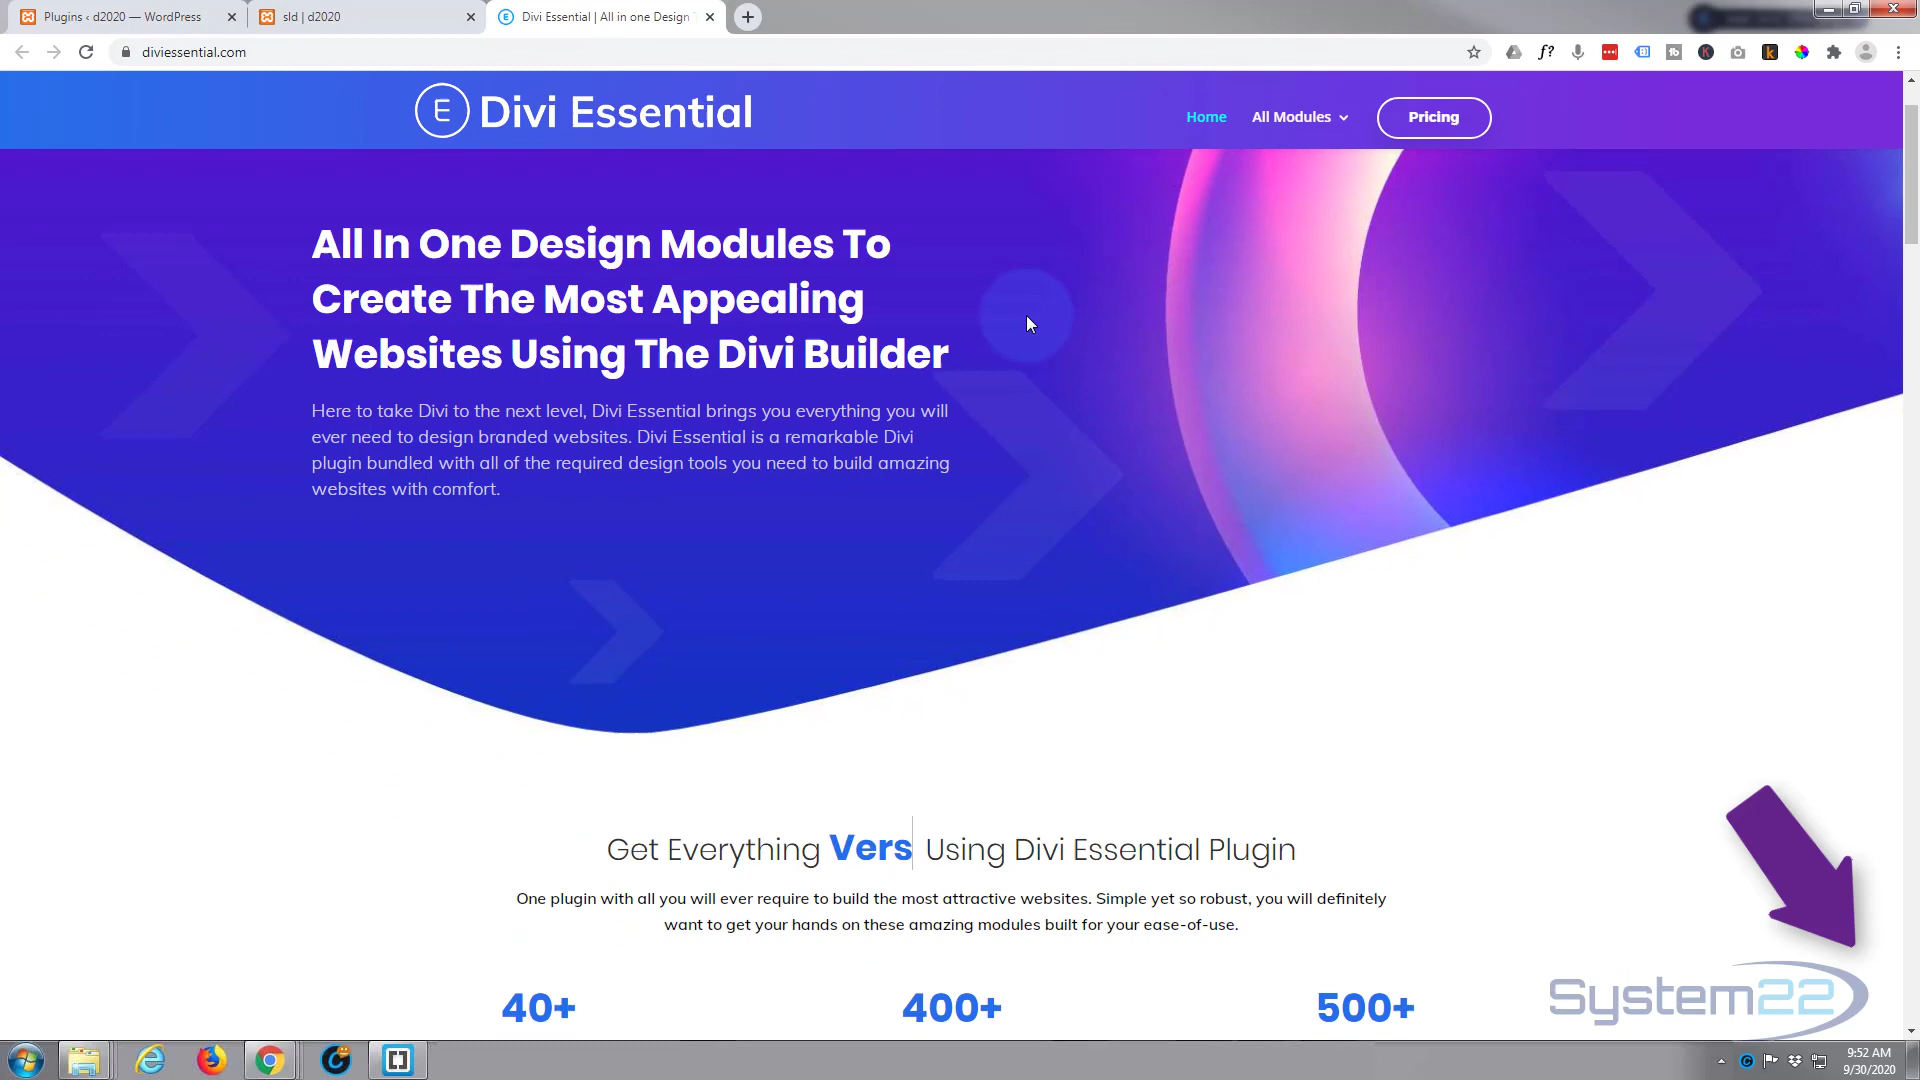 Plugins ‹ d2020 — WordPress
sld | d2020
Divi Essential | All in one Design
diviessential.com
E Divi Essential
Home
All Modules
Pricing
All In One Design Modules To
Create The Most Appealing
Websites Using The Divi Builder
Here to take Divi to the next level, Divi Essential brings you everything you will
ever need to design branded websites. Divi Essential is a remarkable Divi
plugin bundled with all of the required design tools you need to build amazing
websites with comfort.
Get Everything Vers Using Divi Essential Plugin
One plugin with all you will ever require to build the most attractive websites. Simple yet so robust, you will definitely
want to get your hands on these amazing modules built for your ease-of-use.
40+
400+
500+
System22
9:52 AM
9/30/2020